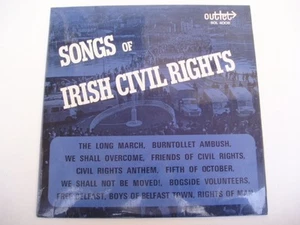 outlet
SONGS OF
IRISH CIVIL RIGHTS
THE LONG MARCH, BURNTOLLET AMBUSH,
WE SHALL OVERCOME, FRIENDS OF CIVIL RIGHTS,
CIVIL RIGHTS ANTHEM, FIFTH OF OCTOBER,
WE SHALL NOT BE MOVED!, BOGSIDE VOLUNTEERS,
FREE BELFAST, BOYS OF BELFAST TOWN, RIGHTS OF MAN